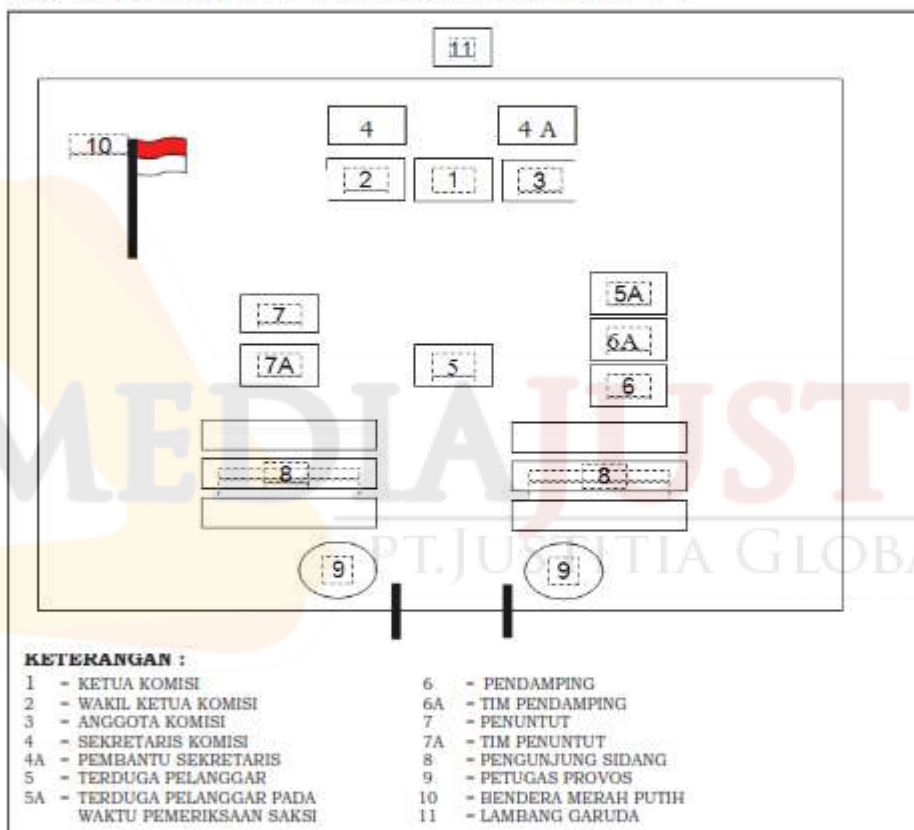 11
4
4 A
10
2
1
3
5A
7
6A
7A
5
6
MEDIAJUST
8
8
PT.JUSTITIA GLOBA
9
9
KETERANGAN :
1 = KETUA KOMISI
2 = WAKIL KETUA KOMISI
3 = ANGGOTA KOMISI
4 = SEKRETARIS KOMISI
4A = PEMBANTU SEKRETARIS
5 = TERDUGA PELANGGAR
5A = TERDUGA PELANGGAR PADA
WAKTU PEMERIKSAAN SAKSI
6 = PENDAMPING
6A = TIM PENDAMPING
7 = PENUNTUT
7A = TIM PENUNTUT
8 = PENGUNJUNG SIDANG
9 = PETUGAS PROVOS
10 = BENDERA MERAH PUTIH
11 = LAMBANG GARUDA